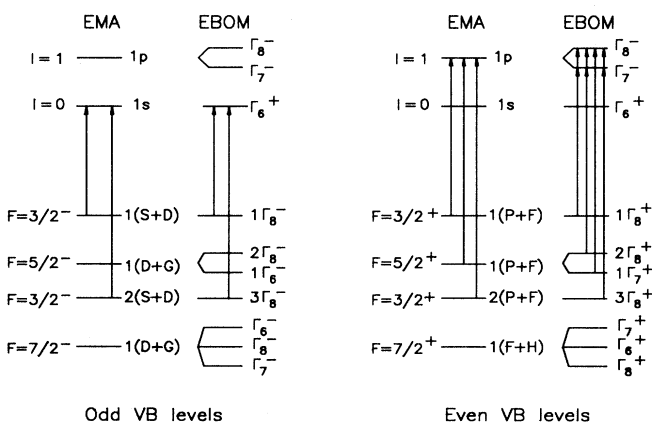 EMA EBOM EMA EBOM
l = 1 1p Γ8⁻ l = 1 1p Γ8⁻
Γ7⁻ Γ7⁻
l = 0 1s Γ6⁺ l = 0 1s Γ6⁺
F=3/2⁻ 1(S+D) 1Γ8⁻ F=3/2⁺ 1(P+F) 1Γ8⁺
2Γ8⁻ 2Γ8⁺
F=5/2⁻ 1(D+G) 1Γ6⁻ F=5/2⁺ 1(P+F) 1Γ7⁺
F=3/2⁻ 2(S+D) 3Γ8⁻ F=3/2⁺ 2(P+F) 3Γ8⁺
Γ6⁻ Γ7⁺
F=7/2⁻ 1(D+G) Γ8⁻ F=7/2⁺ 1(F+H) Γ6⁺
Γ7⁻ Γ8⁺
Odd VB levels Even VB levels